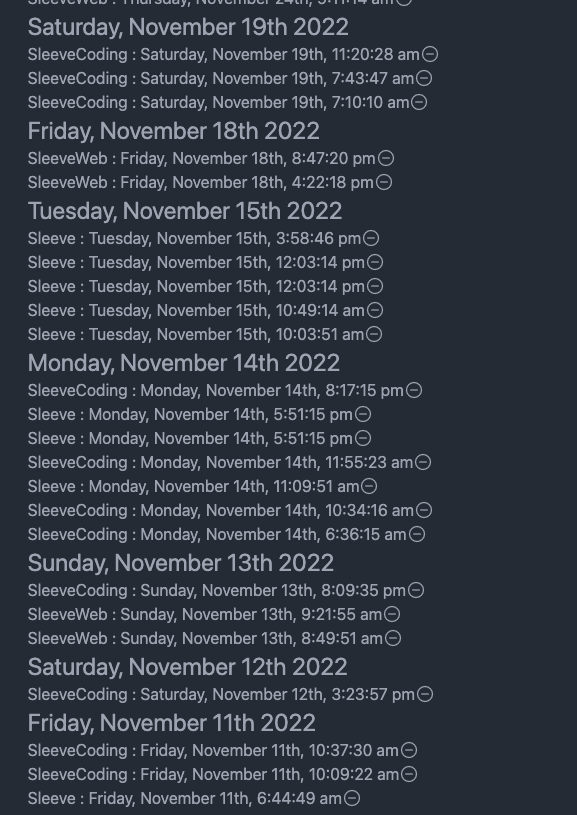 SleeveWeb : Thursday, November 24th, 9:11:14 am
Saturday, November 19th 2022
SleeveCoding : Saturday, November 19th, 11:20:28 am
SleeveCoding : Saturday, November 19th, 7:43:47 am
SleeveCoding : Saturday, November 19th, 7:10:10 am
Friday, November 18th 2022
SleeveWeb : Friday, November 18th, 8:47:20 pm
SleeveWeb : Friday, November 18th, 4:22:18 pm
Tuesday, November 15th 2022
Sleeve : Tuesday, November 15th, 3:58:46 pm
Sleeve : Tuesday, November 15th, 12:03:14 pm
Sleeve : Tuesday, November 15th, 12:03:14 pm
Sleeve : Tuesday, November 15th, 10:49:14 am
Sleeve : Tuesday, November 15th, 10:03:51 am
Monday, November 14th 2022
SleeveCoding : Monday, November 14th, 8:17:15 pm
Sleeve : Monday, November 14th, 5:51:15 pm
Sleeve : Monday, November 14th, 5:51:15 pm
SleeveCoding : Monday, November 14th, 11:55:23 am
Sleeve : Monday, November 14th, 11:09:51 am
SleeveCoding : Monday, November 14th, 10:34:16 am
SleeveCoding : Monday, November 14th, 6:36:15 am
Sunday, November 13th 2022
SleeveCoding : Sunday, November 13th, 8:09:35 pm
SleeveWeb : Sunday, November 13th, 9:21:55 am
SleeveWeb : Sunday, November 13th, 8:49:51 am
Saturday, November 12th 2022
SleeveCoding : Saturday, November 12th, 3:23:57 pm
Friday, November 11th 2022
SleeveCoding : Friday, November 11th, 10:37:30 am
SleeveCoding : Friday, November 11th, 10:09:22 am
Sleeve : Friday, November 11th, 6:44:49 am